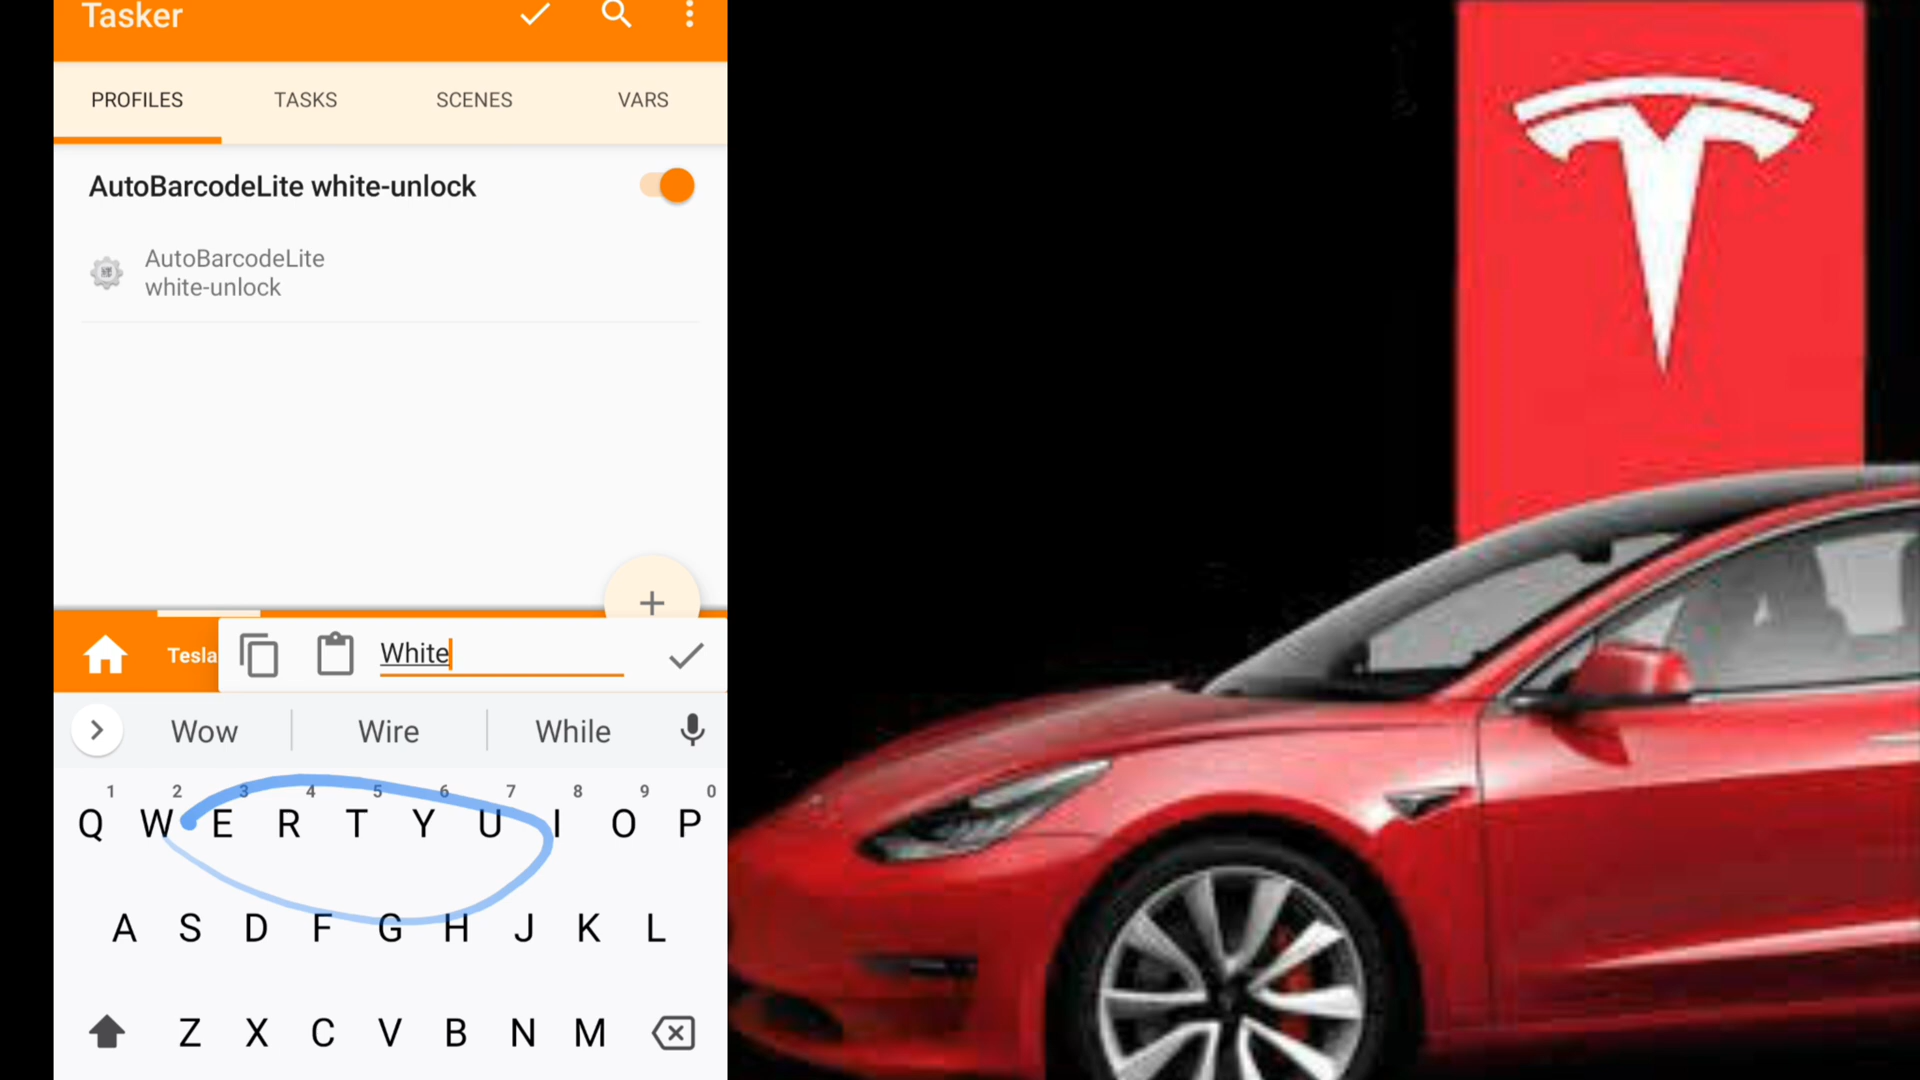 Tasker
PROFILES TASKS SCENES VARS
AutoBarcodeLite white-unlock
AutoBarcodeLite
white-unlock
Tesla White
Wow Wire While
1 2 3 4 5 6 7 8 9 0
Q W E R T Y U I O P
A S D F G H J K L
Z X C V B N M